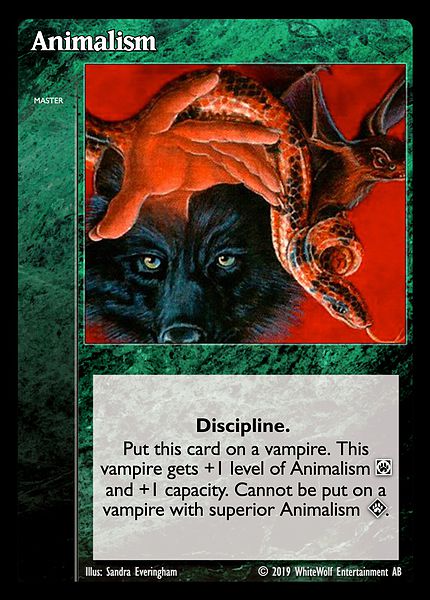 Animalism
MASTER
Discipline.
Put this card on a vampire. This
vampire gets +1 level of Animalism
and +1 capacity. Cannot be put on a
vampire with superior Animalism .
Illus: Sandra Everingham © 2019 WhiteWolf Entertainment AB